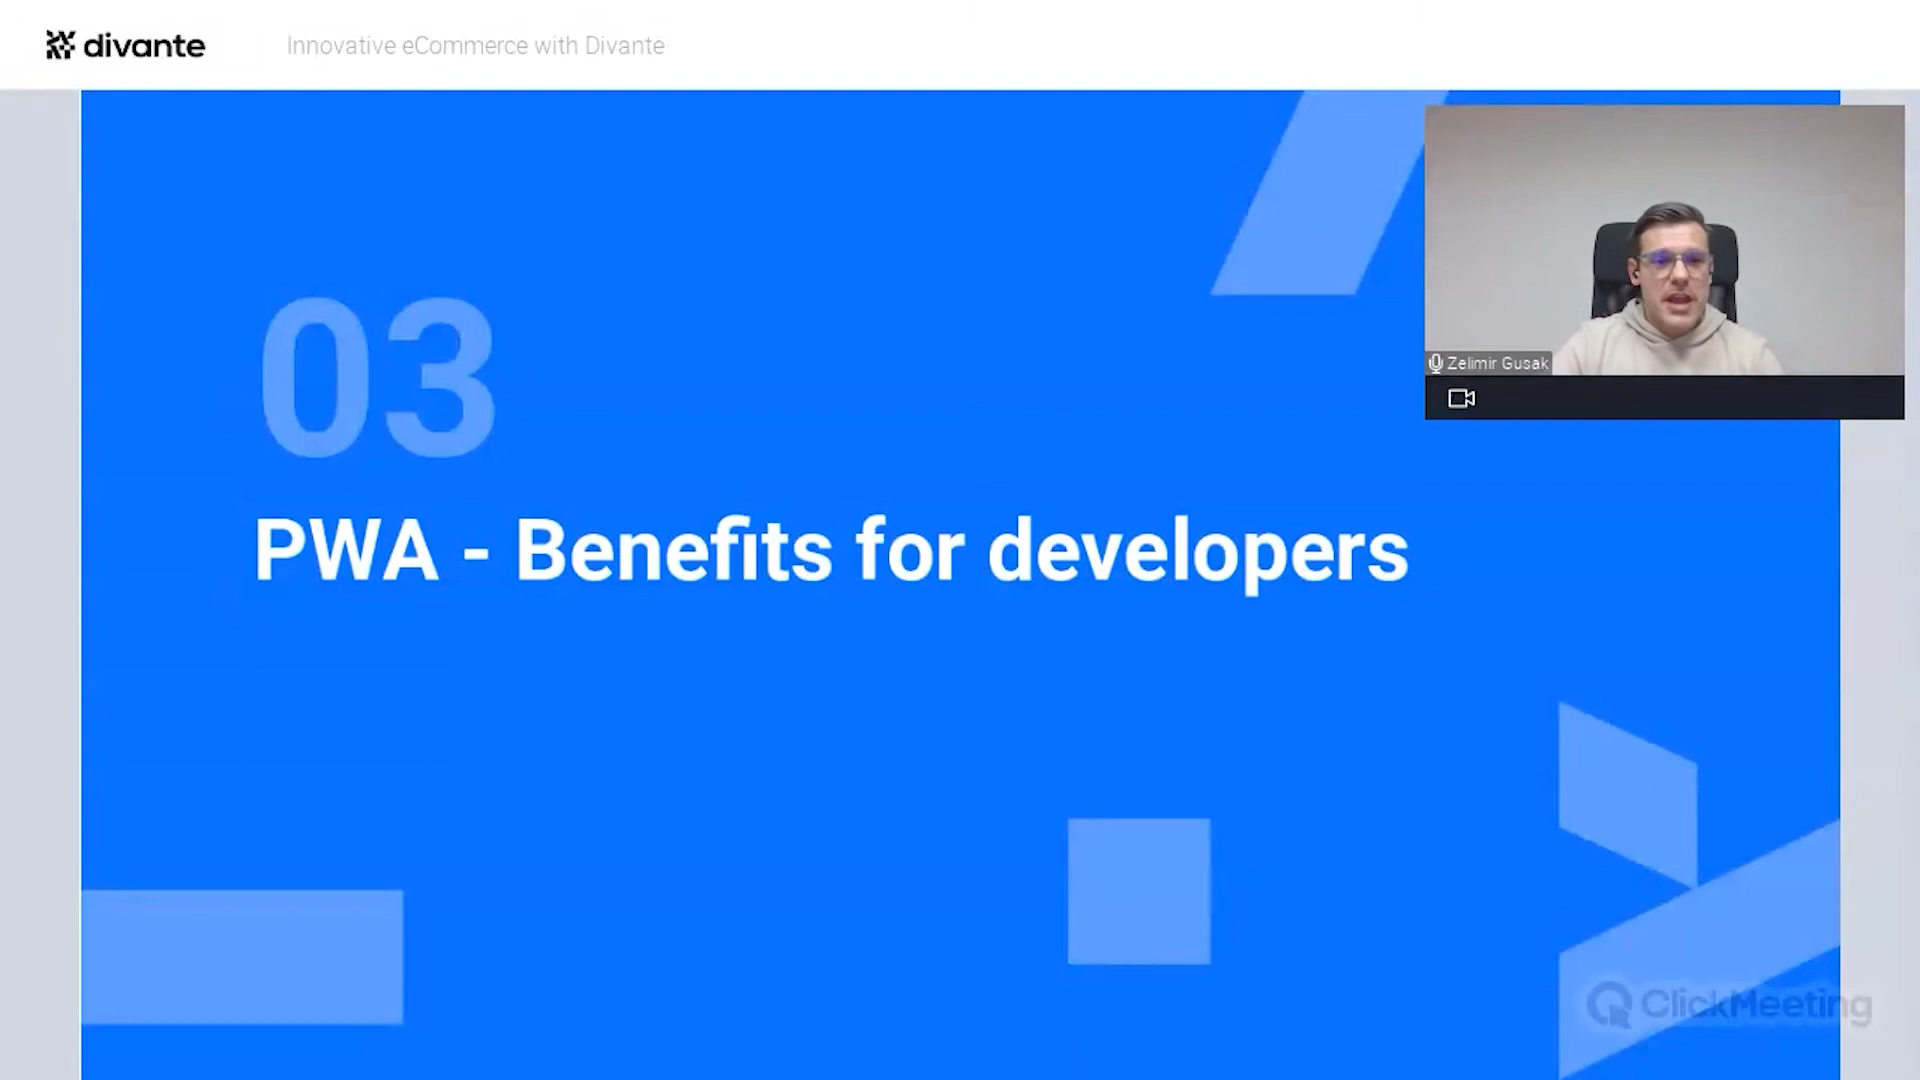 divante
Innovative eCommerce with Divante
03
PWA - Benefits for developers
Zelimir Gusak
ClickMeeting